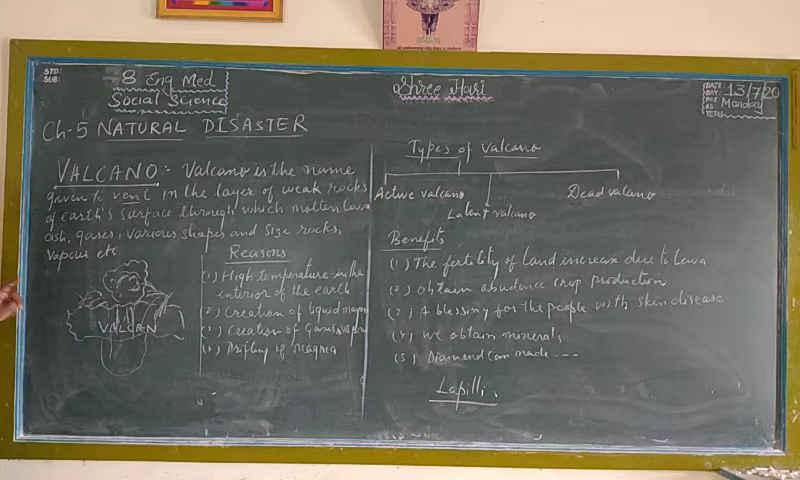 STD:
SUB:
8 Eng Med
Social Science
Shree Hari
DATE: 13/7/20
DAY: Monday
PRE
AB
TOTAL
Ch-5 NATURAL DISASTER
VALCANO :- Valcano is the name
given to vent in the layer of weak rocks
of earth's surface through which molten lava
ash, gases, various shapes and size rocks,
vapour etc
Reasons
(1) High temperature in the
interior of the earth
(2) Creation of liquid magma
(3) Creation of Gases & vapour
(4) Drifting of Magma
VALCAN
Types of Valcano
Active valcano
Latent valcano
Dead valcano
Benefits
(1) The fertility of land increase due to Lava
(2) obtain abundance crop production
(3) A blessing for the people with skin disease
(4) we obtain minerals
(5) Diamond can made ---
Lapilli.